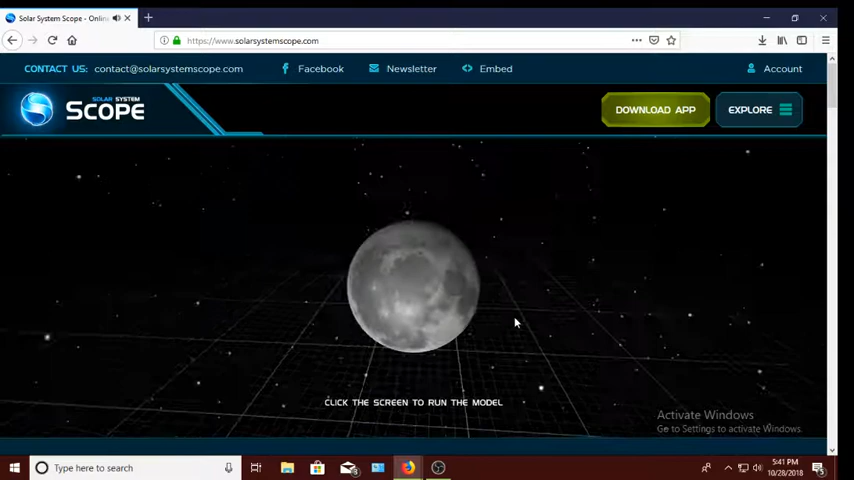 Solar System Scope - Onlin
https://www.solarsystemscope.com
CONTACT US: contact@solarsystemscope.com Facebook Newsletter Embed Account
SOLAR SYSTEM
SCOPE
DOWNLOAD APP EXPLORE
CLICK THE SCREEN TO RUN THE MODEL
Activate Windows
Go to Settings to activate Windows.
Type here to search
5:41 PM
10/28/2018